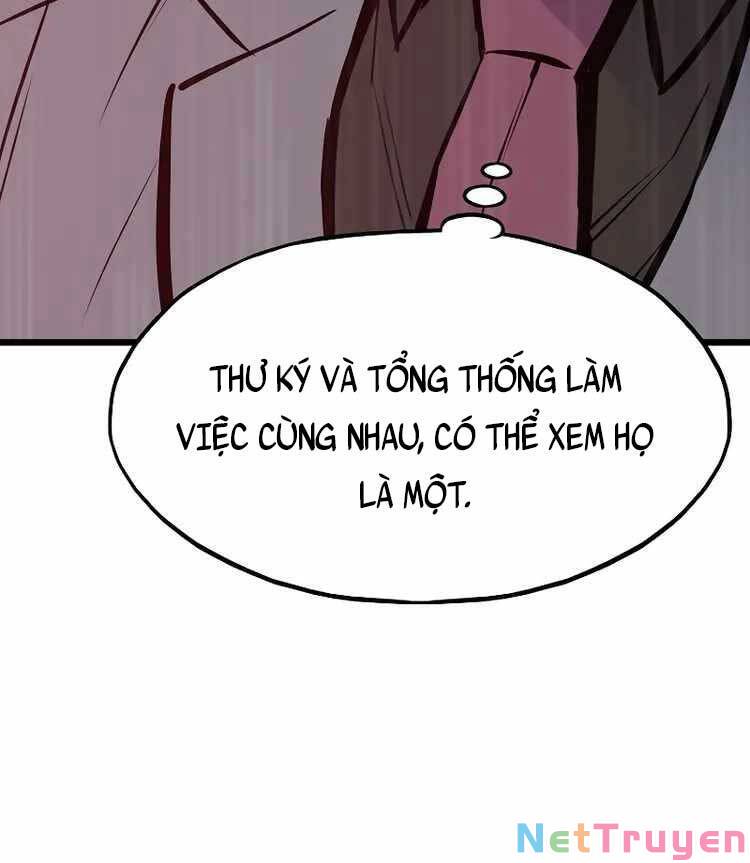 THƯ KÝ VÀ TỔNG THỐNG LÀM
VIỆC CÙNG NHAU, CÓ THỂ XEM HỌ
LÀ MỘT.
NetTruyen